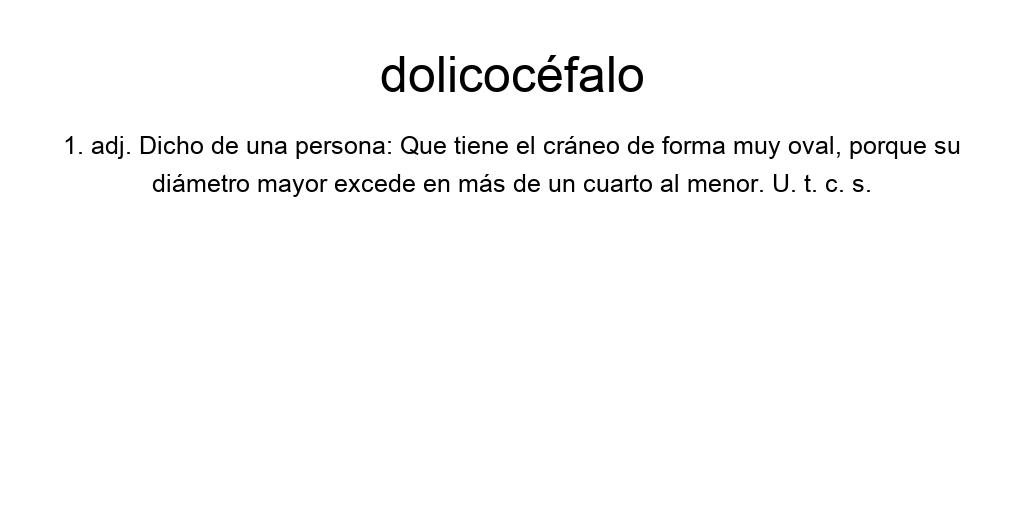 dolicocéfalo
1. adj. Dicho de una persona: Que tiene el cráneo de forma muy oval, porque su
diámetro mayor excede en más de un cuarto al menor. U. t. c. s.